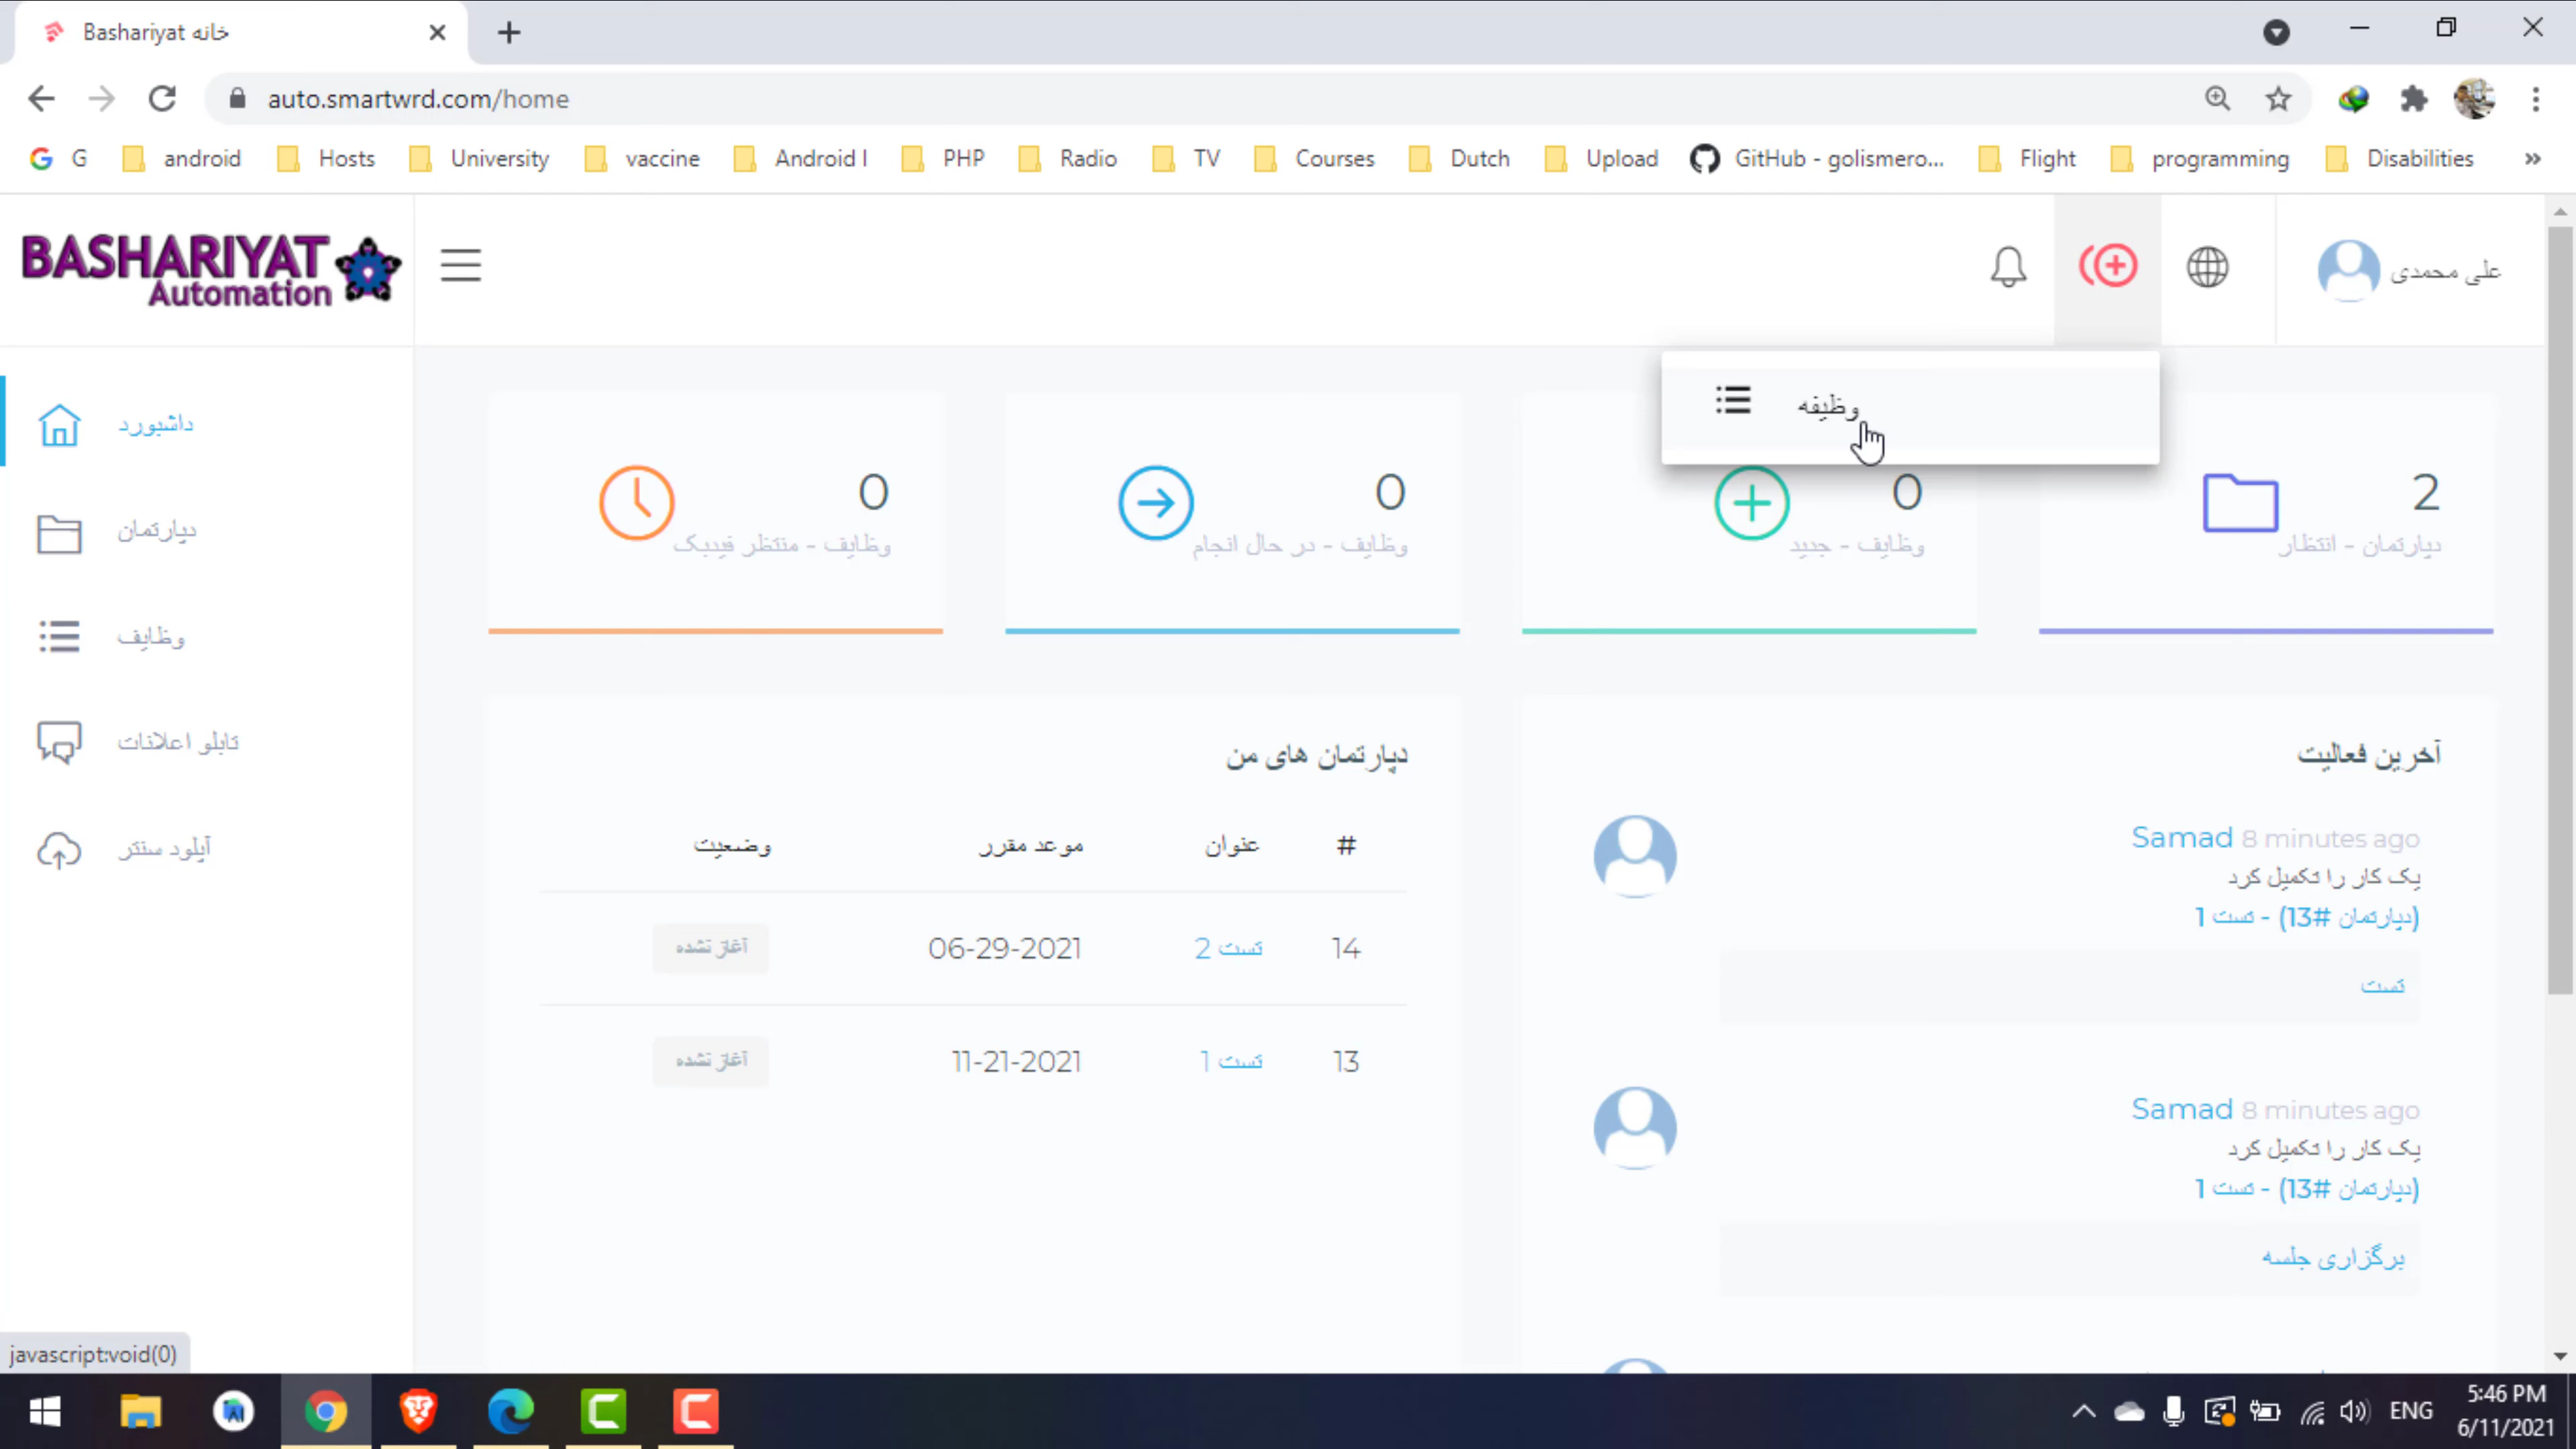 Bashariyat خانه
auto.smartwrd.com/home
G
android
Hosts
University
vaccine
Android I
PHP
Radio
TV
Courses
Dutch
Upload
GitHub - golismero...
Flight
programming
Disabilities
»
BASHARIYAT
Automation
علی محمدی
وظیفه
داشبورد
دپارتمان
وظایف
تابلو اعلانات
آپلود سنتر
2
دپارتمان - انتظار
0
وظایف - جدید
0
وظایف - در حال انجام
0
وظایف - منتظر فیدبک
آخرین فعالیت
Samad 8 minutes ago
یک کار را تکمیل کرد
(دپارتمان #13) - تست 1
تست
Samad 8 minutes ago
یک کار را تکمیل کرد
(دپارتمان #13) - تست 1
برگزاری جلسه
دپارتمان های من
# عنوان موعد مقرر وضعیت
14 تست 2 06-29-2021 آغاز نشده
13 تست 1 11-21-2021 آغاز نشده
javascript:void(0)
ENG
5:46 PM
6/11/2021